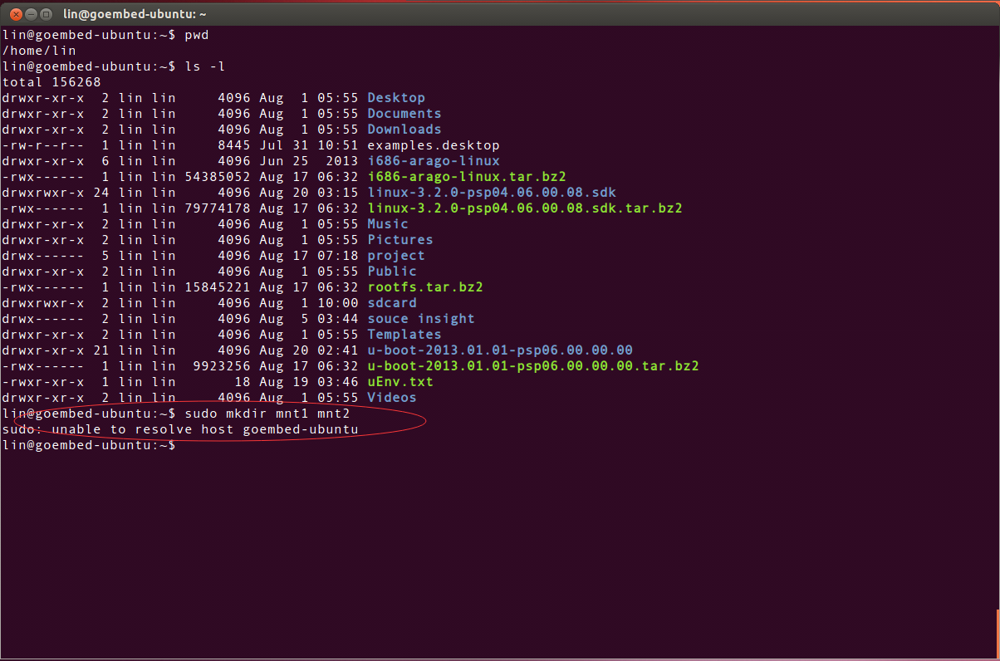 lin@goembed-ubuntu: ~
lin@goembed-ubuntu:~$ pwd
/home/lin
lin@goembed-ubuntu:~$ ls -l
total 156268
drwxr-xr-x  2 lin lin     4096 Aug  1 05:55 Desktop
drwxr-xr-x  2 lin lin     4096 Aug  1 05:55 Documents
drwxr-xr-x  2 lin lin     4096 Aug  1 05:55 Downloads
-rw-r--r--  1 lin lin     8445 Jul 31 10:51 examples.desktop
drwxr-xr-x  6 lin lin     4096 Jun 25  2013 i686-arago-linux
-rwx------  1 lin lin 54385052 Aug 17 06:32 i686-arago-linux.tar.bz2
drwxrwxr-x 24 lin lin     4096 Aug 20 03:15 linux-3.2.0-psp04.06.00.08.sdk
-rwx------  1 lin lin 79774178 Aug 17 06:32 linux-3.2.0-psp04.06.00.08.sdk.tar.bz2
drwxr-xr-x  2 lin lin     4096 Aug  1 05:55 Music
drwxr-xr-x  2 lin lin     4096 Aug  1 05:55 Pictures
drwx------  5 lin lin     4096 Aug 17 07:18 project
drwxr-xr-x  2 lin lin     4096 Aug  1 05:55 Public
-rwx------  1 lin lin 15845221 Aug 17 06:32 rootfs.tar.bz2
drwxrwxr-x  2 lin lin     4096 Aug  1 10:00 sdcard
drwx------  2 lin lin     4096 Aug  5 03:44 souce insight
drwxr-xr-x  2 lin lin     4096 Aug  1 05:55 Templates
drwxr-xr-x 21 lin lin     4096 Aug 20 02:41 u-boot-2013.01.01-psp06.00.00.00
-rwx------  1 lin lin  9923256 Aug 17 06:32 u-boot-2013.01.01-psp06.00.00.00.tar.bz2
-rwxr-xr-x  1 lin lin       18 Aug 19 03:46 uEnv.txt
drwxr-xr-x  2 lin lin     4096 Aug  1 05:55 Videos
lin@goembed-ubuntu:~$ sudo mkdir mnt1 mnt2
sudo: unable to resolve host goembed-ubuntu
lin@goembed-ubuntu:~$